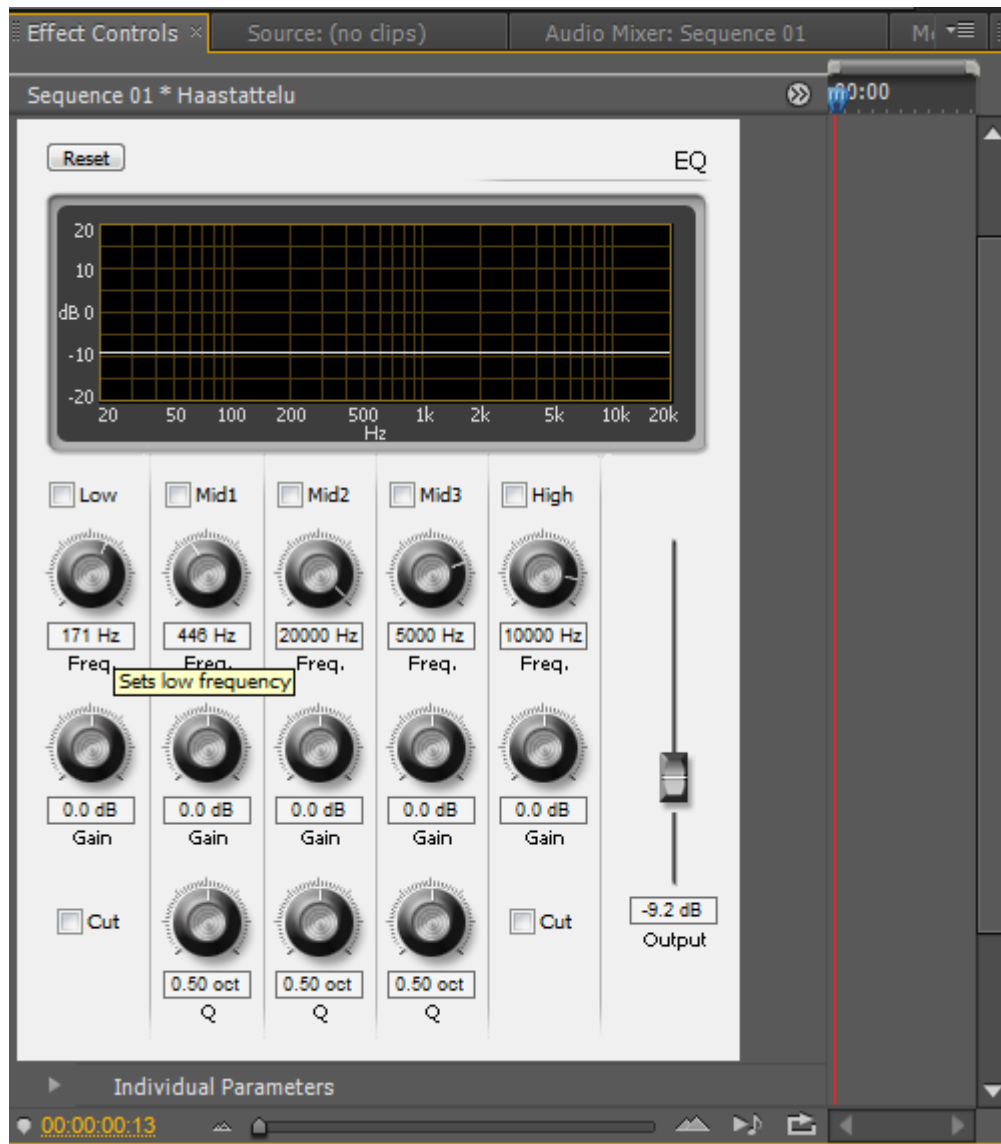 Effect Controls × Source: (no clips) Audio Mixer: Sequence 01
Sequence 01 * Haastattelu 00:00
Reset EQ
20
10
dB 0
-10
-20
20 50 100 200 500 1k 2k 5k 10k 20k
Hz
Low Mid1 Mid2 Mid3 High
171 Hz 446 Hz 20000 Hz 5000 Hz 10000 Hz
Freq. Freq. Freq. Freq. Freq.
Sets low frequency
0.0 dB 0.0 dB 0.0 dB 0.0 dB 0.0 dB
Gain Gain Gain Gain Gain
Cut Cut -9.2 dB
Output
0.50 oct 0.50 oct 0.50 oct
Q Q Q
Individual Parameters
00:00:00:13